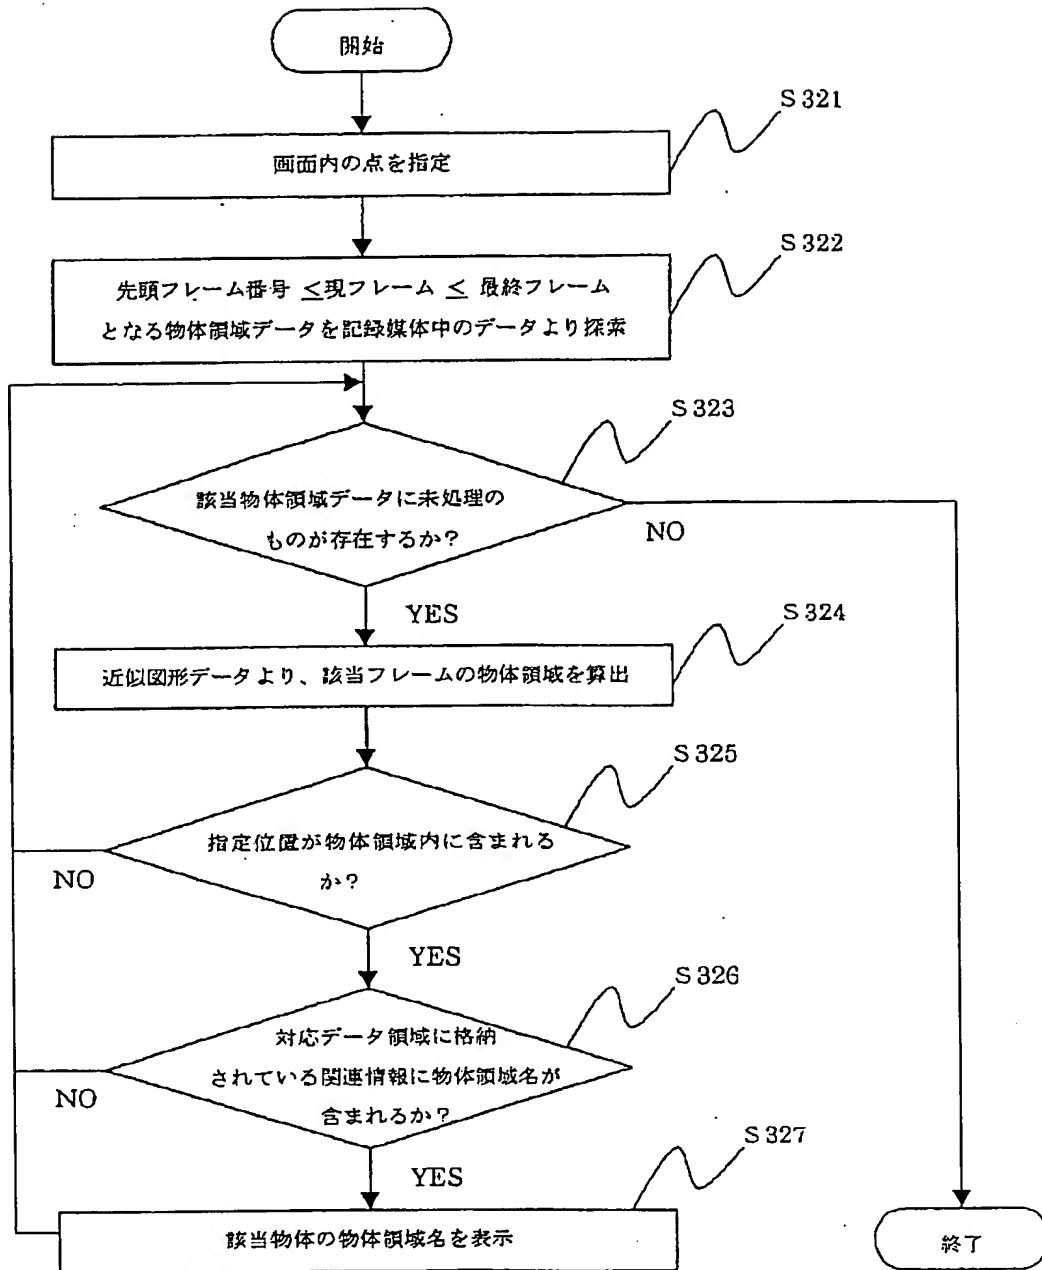 開始
S321
画面内の点を指定
S322
先頭フレーム番号 ≤現フレーム ≤ 最終フレーム
となる物体領域データを記録媒体中のデータより探索
S323
該当物体領域データに未処理の
ものが存在するか?
NO
YES
S324
近似図形データより、該当フレームの物体領域を算出
S325
指定位置が物体領域内に含まれる
か?
NO
YES
S326
対応データ領域に格納
されている関連情報に物体領域名が
含まれるか?
NO
YES
S327
該当物体の物体領域名を表示
終了